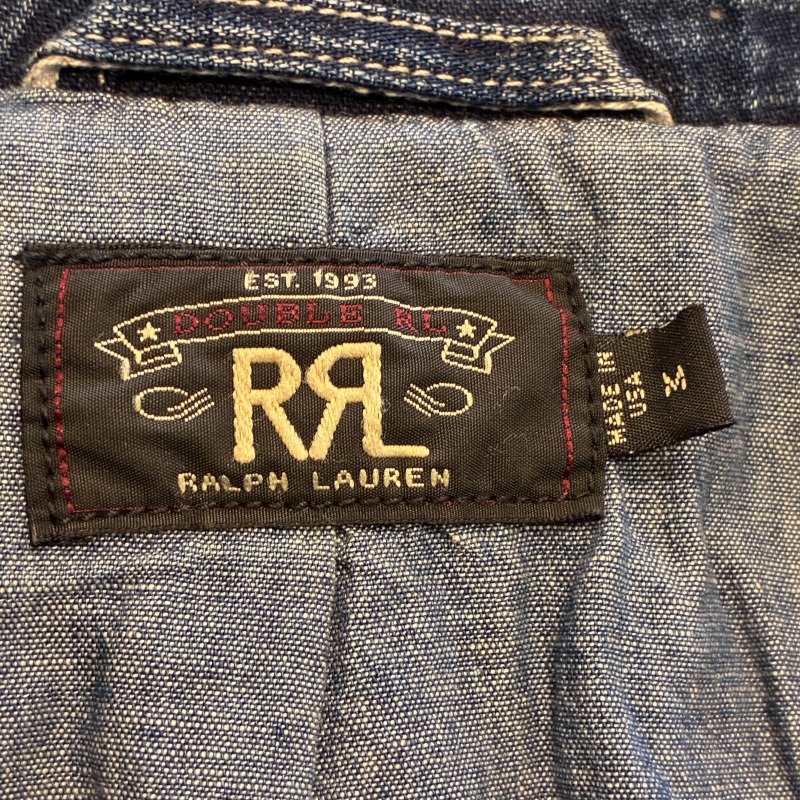 EST. 1993
DOUBLE RL
RRL
RALPH LAUREN
MADE IN
USA
M